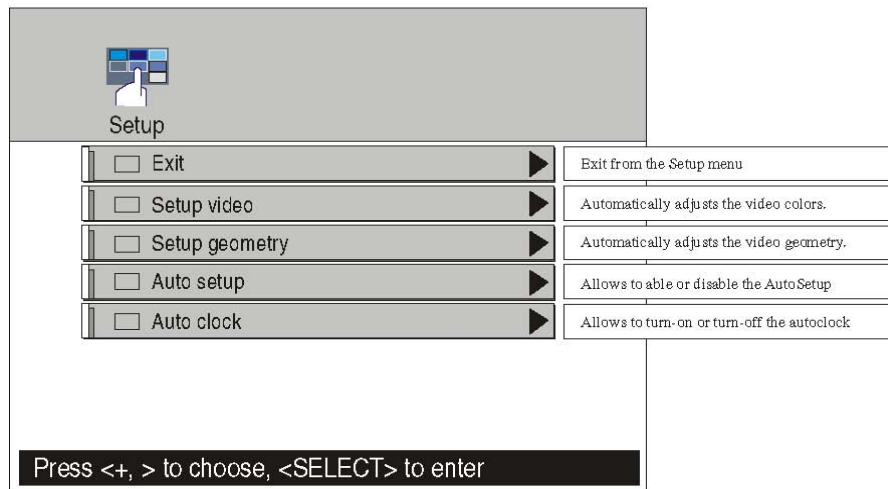 Setup
Exit
Exit from the Setup menu
Setup video
Automatically adjusts the video colors.
Setup geometry
Automatically adjusts the video geometry.
Auto setup
Allows to able or disable the AutoSetup
Auto clock
Allows to turn-on or turn-off the autoclock
Press <+, > to choose, <SELECT> to enter